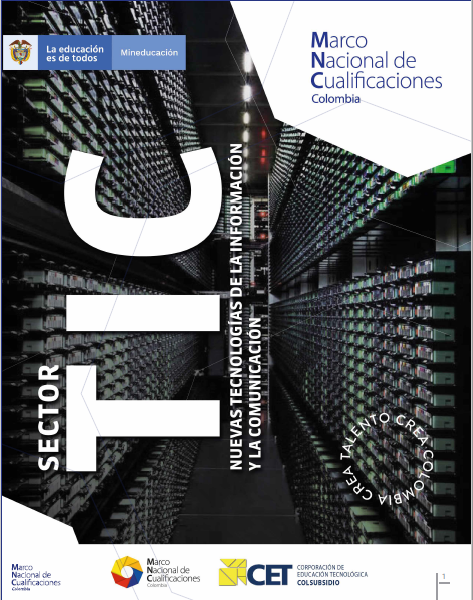 La educación
es de todos
Mineducación
Marco
Nacional de
Cualificaciones
Colombia
SECTOR
TIC
NUEVAS TECNOLOGÍAS DE LA INFORMACIÓN
Y LA COMUNICACIÓN
CREA TALENTO CREA COLOMBIA
Marco
Nacional de
Cualificaciones
Colombia
Marco
Nacional de
Cualificaciones
Colombia
CET
CORPORACIÓN DE
EDUCACIÓN TECNOLÓGICA
COLSUBSIDIO
1